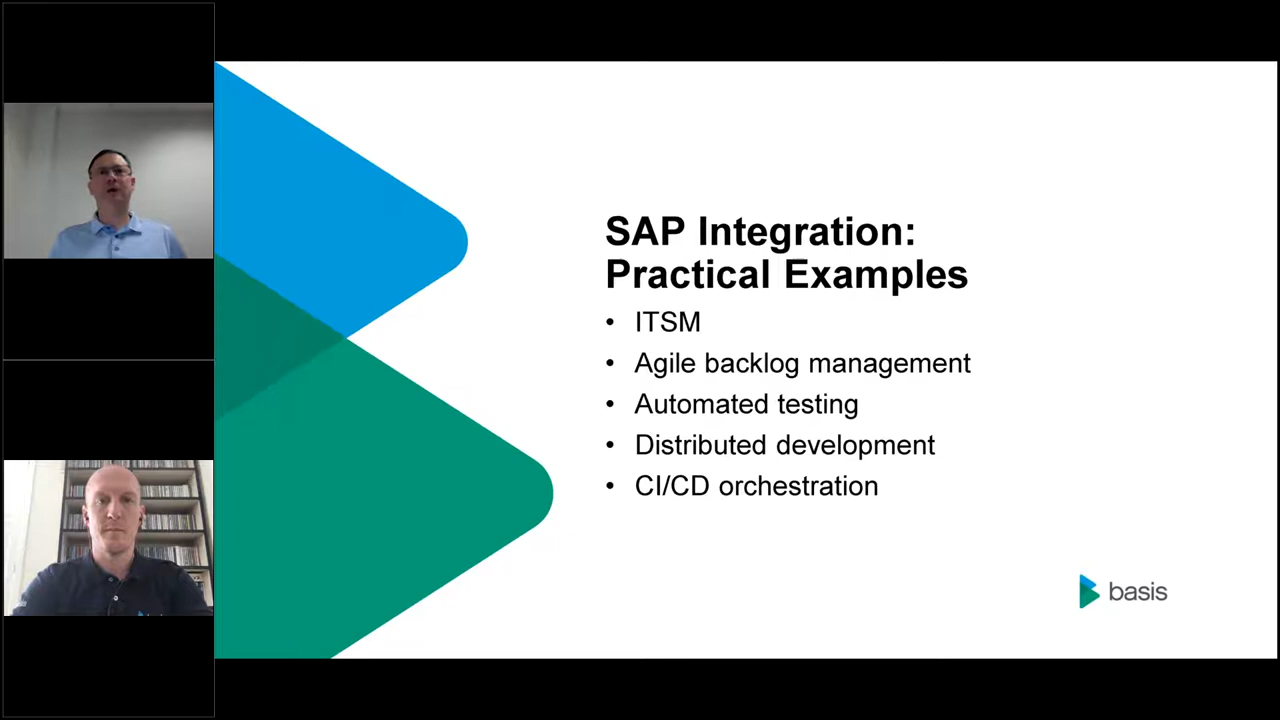 SAP Integration:
Practical Examples
• ITSM
• Agile backlog management
• Automated testing
• Distributed development
• CI/CD orchestration
basis